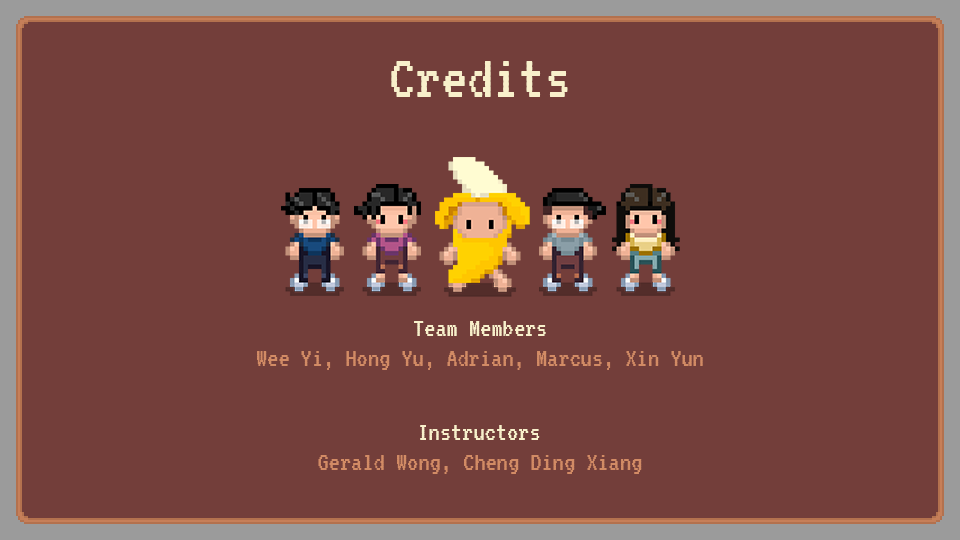 Credits
Team Members
Wee Yi, Hong Yu, Adrian, Marcus, Xin Yun
Instructors
Gerald Wong, Cheng Ding Xiang